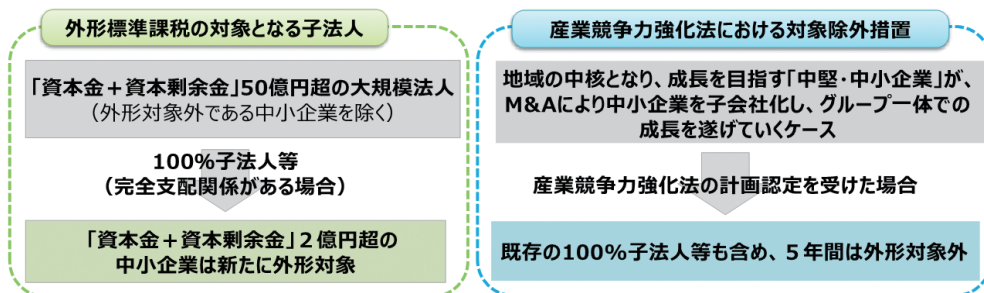 外形標準課税の対象となる子法人
「資本金＋資本剰余金」50億円超の大規模法人
（外形対象外である中小企業を除く）
100％子法人等
（完全支配関係がある場合）
「資本金＋資本剰余金」２億円超の
中小企業は新たに外形対象
産業競争力強化法における対象除外措置
地域の中核となり、成長を目指す「中堅・中小企業」が、
M&Aにより中小企業を子会社化し、グループ一体での
成長を遂げていくケース
産業競争力強化法の計画認定を受けた場合
既存の100％子法人等も含め、５年間は外形対象外